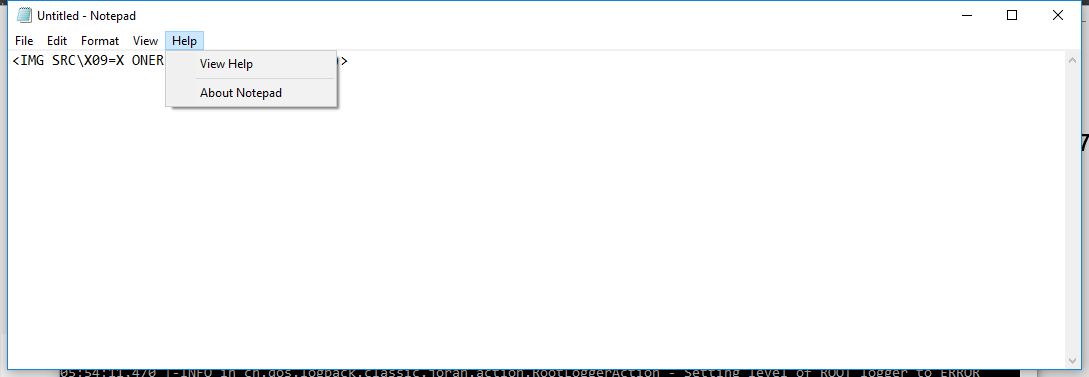 Untitled - Notepad
File Edit Format View Help
<IMG SRC\X09=X ONER
>
View Help
About Notepad
7
05:54:11.470 |-INFO in ch.qos.logback.classic.joran.action.RootLoggerAction - Setting level of ROOT logger to ERROR